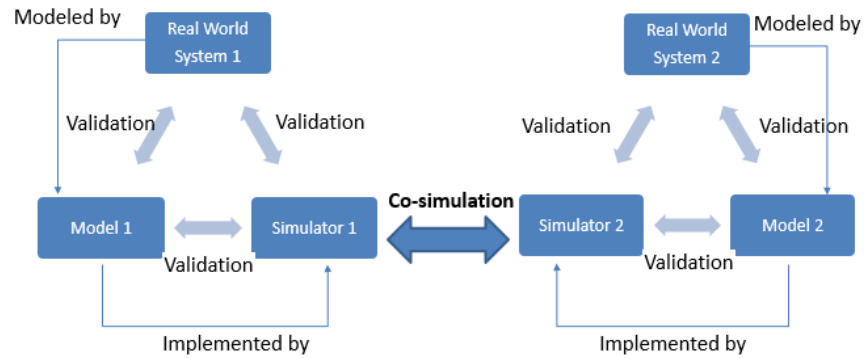 Modeled by
Real World
System 1
Real World
System 2
Modeled by
Validation
Validation
Validation
Validation
Co-simulation
Model 1
Simulator 1
Simulator 2
Model 2
Validation
Validation
Implemented by
Implemented by